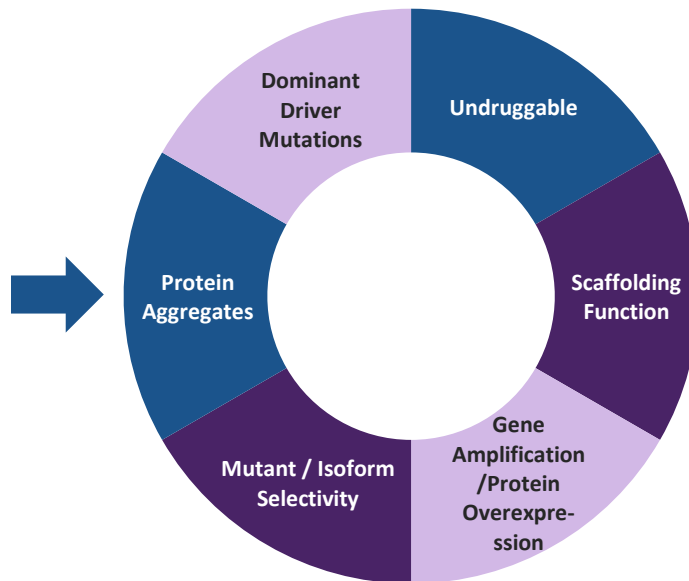 Dominant
Driver
Mutations
Undruggable
Scaffolding
Function
Gene
Amplification
/Protein
Overexpre-
ssion
Mutant / Isoform
Selectivity
Protein
Aggregates